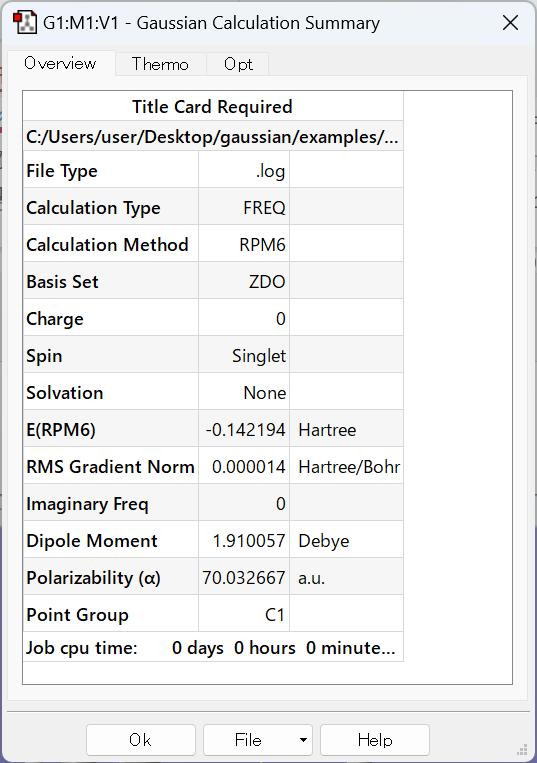 G1:M1:V1 - Gaussian Calculation Summary
Overview Thermo Opt
Title Card Required
C:/Users/user/Desktop/gaussian/examples/...
File Type .log
Calculation Type FREQ
Calculation Method RPM6
Basis Set ZDO
Charge 0
Spin Singlet
Solvation None
E(RPM6) -0.142194 Hartree
RMS Gradient Norm 0.000014 Hartree/Bohr
Imaginary Freq 0
Dipole Moment 1.910057 Debye
Polarizability (α) 70.032667 a.u.
Point Group C1
Job cpu time: 0 days 0 hours 0 minute...
Ok File Help